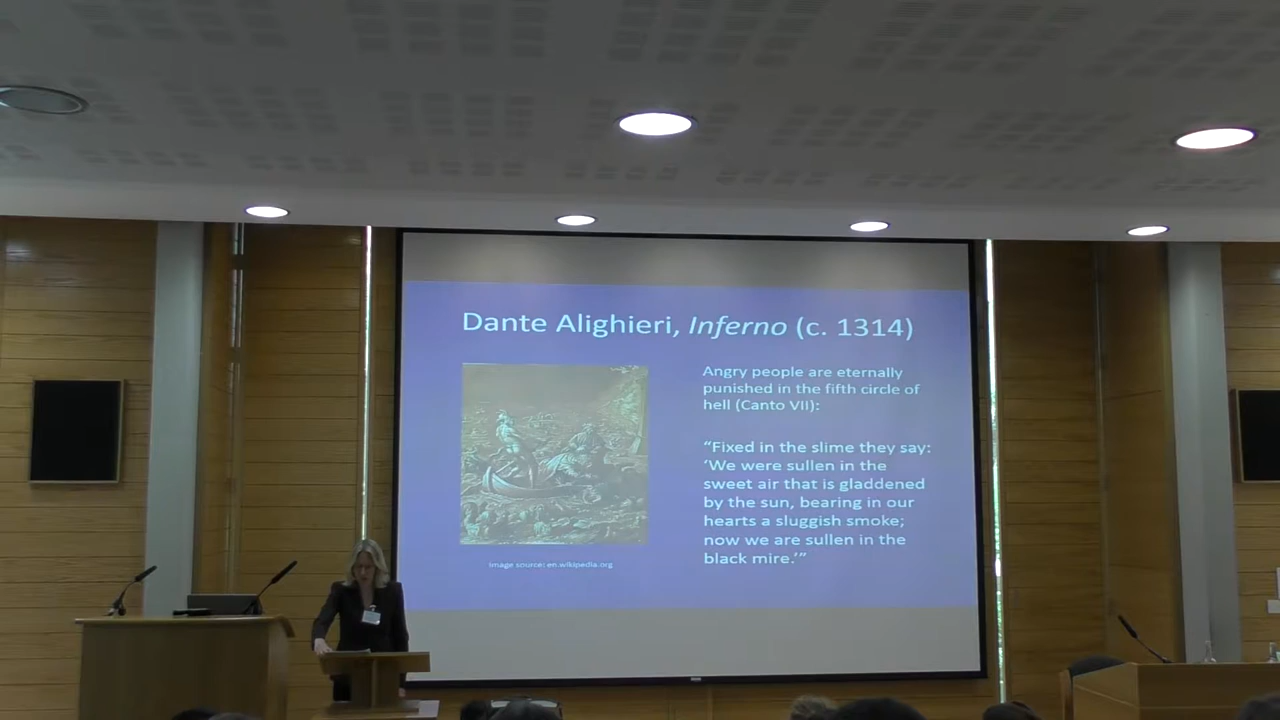 Dante Alighieri, Inferno (c. 1314)
Angry people are eternally
punished in the fifth circle of
hell (Canto VII):
“Fixed in the slime they say:
‘We were sullen in the
sweet air that is gladdened
by the sun, bearing in our
hearts a sluggish smoke;
now we are sullen in the
black mire.’”
Image source: en.wikipedia.org